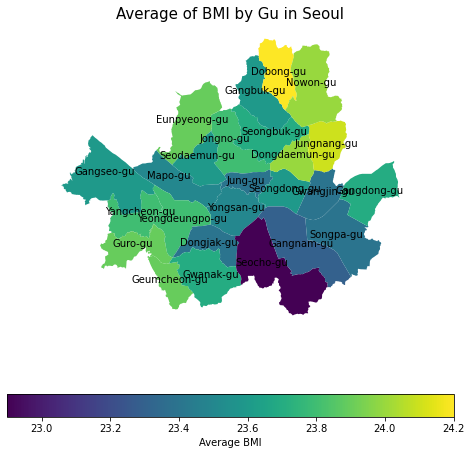 Average of BMI by Gu in Seoul
Dobong-gu
Nowon-gu
Gangbuk-gu
Eunpyeong-gu
Seongbuk-gu
Jongno-gu
Jungnang-gu
Seodaemun-gu
Dongdaemun-gu
Gangseo-gu
Mapo-gu
Jung-gu
Seongdong-gu
Gwangjin-gu
Gangdong-gu
Yangcheon-gu
Yeongdeungpo-gu
Yongsan-gu
Guro-gu
Dongjak-gu
Gangnam-gu
Songpa-gu
Seocho-gu
Geumcheon-gu
Gwanak-gu
23.0 23.2 23.4 23.6 23.8 24.0 24.2
Average BMI